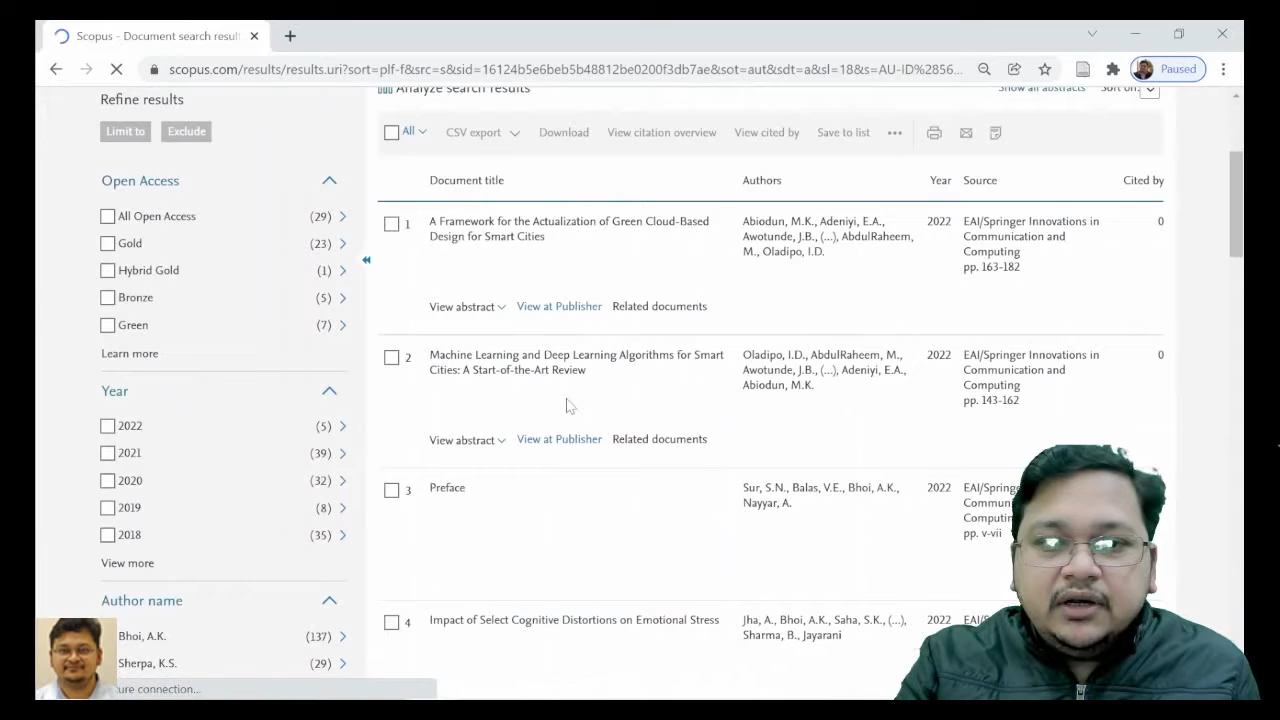 Scopus - Document search result
scopus.com/results/results.uri?sort=plf-f&src=s&sid=16124b5e6beb5b48812be0200f3db7ae&sot=aut&sdt=a&sl=18&s=AU-ID%2856...
Paused
Refine results
Limit to
Exclude
Open Access
All Open Access (29)
Gold (23)
Hybrid Gold (1)
Bronze (5)
Green (7)
Learn more
Year
2022 (5)
2021 (39)
2020 (32)
2019 (8)
2018 (35)
View more
Author name
Bhoi, A.K. (137)
Sherpa, K.S. (29)
ure connection...
Analyze search results
Show all abstracts Sort on:
All CSV export Download View citation overview View cited by Save to list
Document title Authors Year Source Cited by
1 A Framework for the Actualization of Green Cloud-Based Abiodun, M.K., Adeniyi, E.A., 2022 EAI/Springer Innovations in 0
Design for Smart Cities Awotunde, J.B., (...), AbdulRaheem, Communication and
M., Oladipo, I.D. Computing
pp. 163-182
View abstract View at Publisher Related documents
2 Machine Learning and Deep Learning Algorithms for Smart Oladipo, I.D., AbdulRaheem, M., 2022 EAI/Springer Innovations in 0
Cities: A Start-of-the-Art Review Awotunde, J.B., (...), Adeniyi, E.A., Communication and
Abiodun, M.K. Computing
pp. 143-162
View abstract View at Publisher Related documents
3 Preface Sur, S.N., Balas, V.E., Bhoi, A.K., 2022 EAI/Springe
Nayyar, A. Commun
Computin
pp. v-vii
4 Impact of Select Cognitive Distortions on Emotional Stress Jha, A., Bhoi, A.K., Saha, S.K., (...), 2022 EAI/
Sharma, B., Jayarani